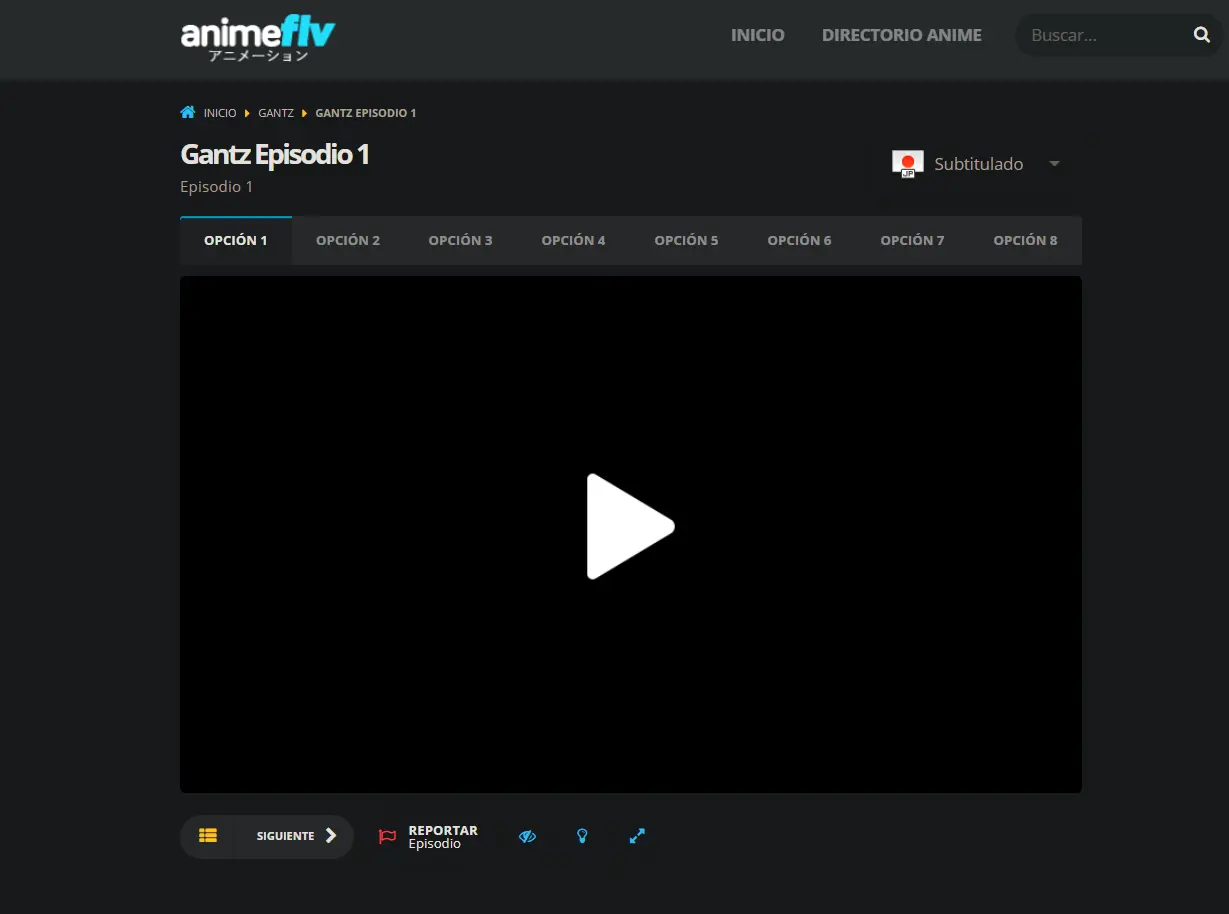 animeflv
アニメーション
INICIO
DIRECTORIO ANIME
Buscar...
INICIO
GANTZ
GANTZ EPISODIO 1
Gantz Episodio 1
Episodio 1
JP
Subtitulado
OPCIÓN 1
OPCIÓN 2
OPCIÓN 3
OPCIÓN 4
OPCIÓN 5
OPCIÓN 6
OPCIÓN 7
OPCIÓN 8
SIGUIENTE
REPORTAR
Episodio